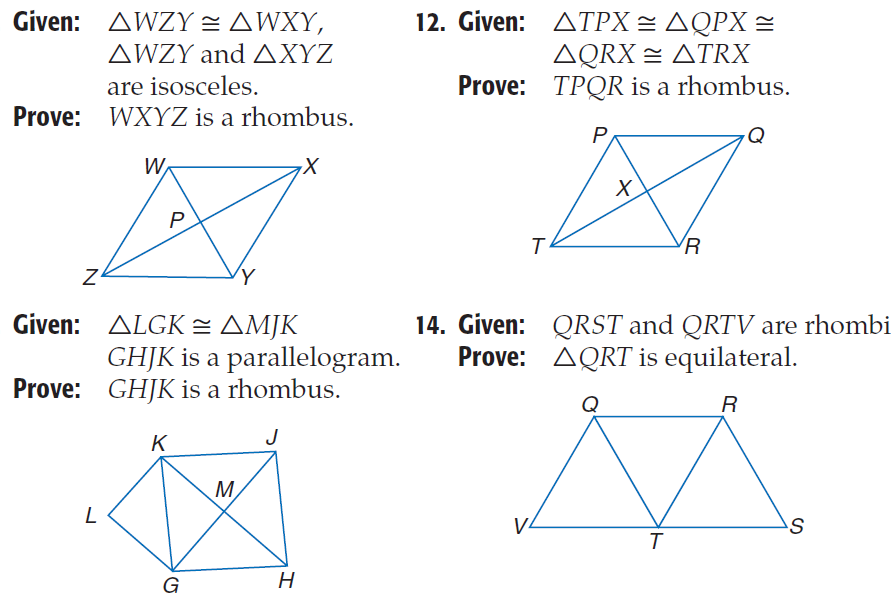 Given: △WZY ≅ △WXY,
△WZY and △XYZ
are isosceles.
Prove: WXYZ is a rhombus.
W
X
P
Z
Y
12. Given: △TPX ≅ △QPX ≅
△QRX ≅ △TRX
Prove: TPQR is a rhombus.
P
Q
X
T
R
Given: △LGK ≅ △MJK
GHJK is a parallelogram.
Prove: GHJK is a rhombus.
K
J
M
L
G
H
14. Given: QRST and QRTV are rhombi
Prove: △QRT is equilateral.
Q
R
V
T
S